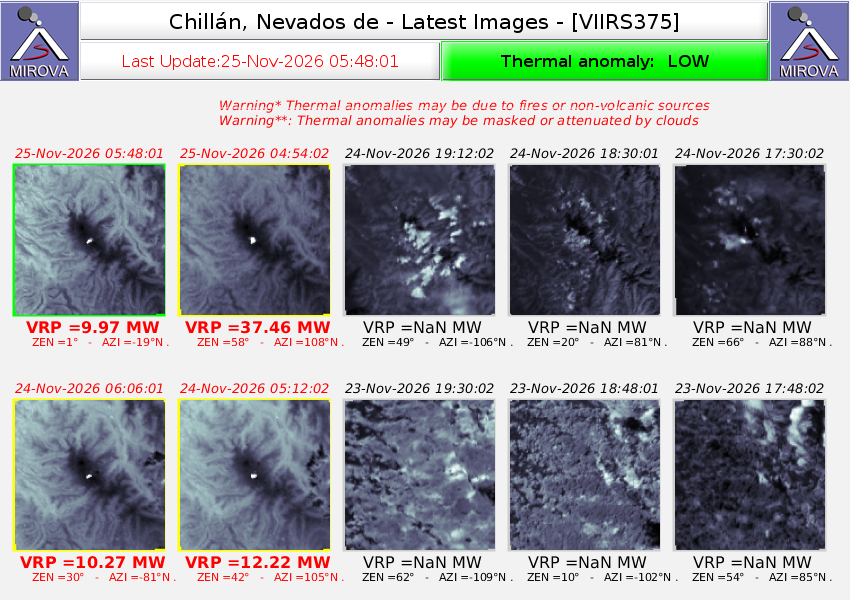 Chillán, Nevados de - Latest Images - [VIIRS375]
MIROVA
Last Update:25-Nov-2026 05:48:01
Thermal anomaly: LOW
MIROVA
Warning* Thermal anomalies may be due to fires or non-volcanic sources
Warning**: Thermal anomalies may be masked or attenuated by clouds
25-Nov-2026 05:48:01 25-Nov-2026 04:54:02 24-Nov-2026 19:12:02 24-Nov-2026 18:30:01 24-Nov-2026 17:30:02
VRP =9.97 MW VRP =37.46 MW VRP =NaN MW VRP =NaN MW VRP =NaN MW
ZEN =1° - AZI =-19°N . ZEN =58° - AZI =108°N . ZEN =49° - AZI =-106°N . ZEN =20° - AZI =81°N . ZEN =66° - AZI =88°N .
24-Nov-2026 06:06:01 24-Nov-2026 05:12:02 23-Nov-2026 19:30:02 23-Nov-2026 18:48:01 23-Nov-2026 17:48:02
VRP =10.27 MW VRP =12.22 MW VRP =NaN MW VRP =NaN MW VRP =NaN MW
ZEN =30° - AZI =-81°N . ZEN =42° - AZI =105°N . ZEN =62° - AZI =-109°N . ZEN =10° - AZI =-102°N . ZEN =54° - AZI =85°N .